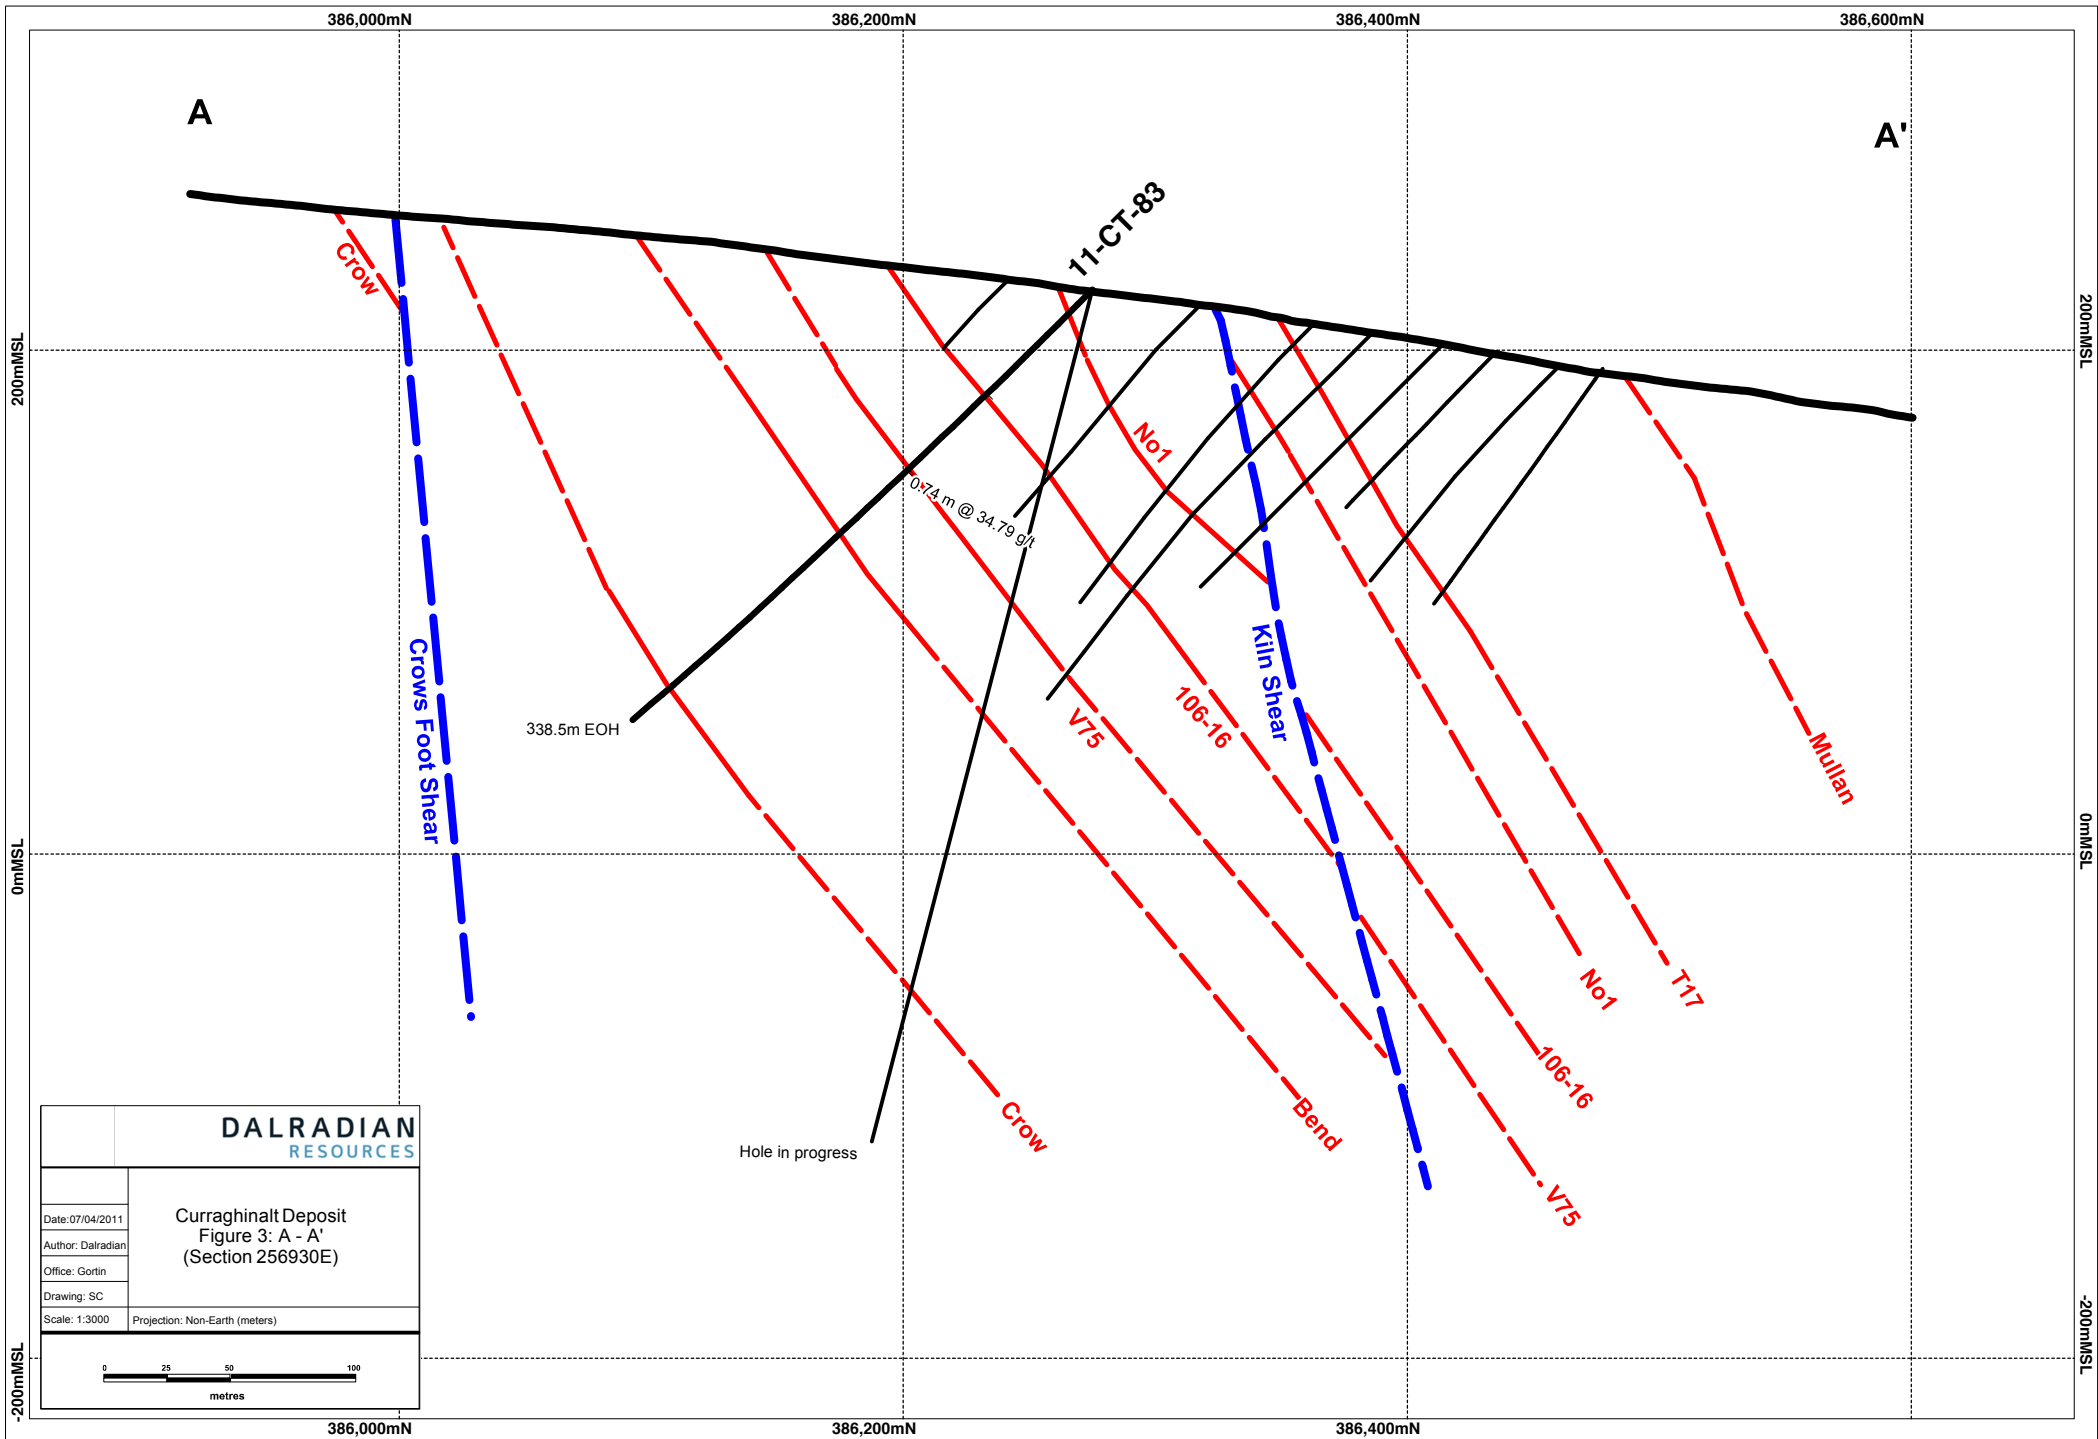 386,000mN
386,200mN
386,400mN
386,600mN
A
A'
11-CT-83
Crow
200mMSL
200mMSL
No1
0.74 m @ 34.79 g/t
Crows Foot Shear
Kiln Shear
338.5m EOH
V75
106-16
Mullan
0mMSL
0mMSL
No1
T17
106-16
Crow
Bend
V75
Hole in progress
DALRADIAN
RESOURCES
Date:07/04/2011
Author: Dalradian
Office: Gortin
Drawing: SC
Scale: 1:3000
Curraghinalt Deposit
Figure 3: A - A'
(Section 256930E)
Projection: Non-Earth (meters)
0 25 50 100
metres
-200mMSL
-200mMSL
386,000mN
386,200mN
386,400mN